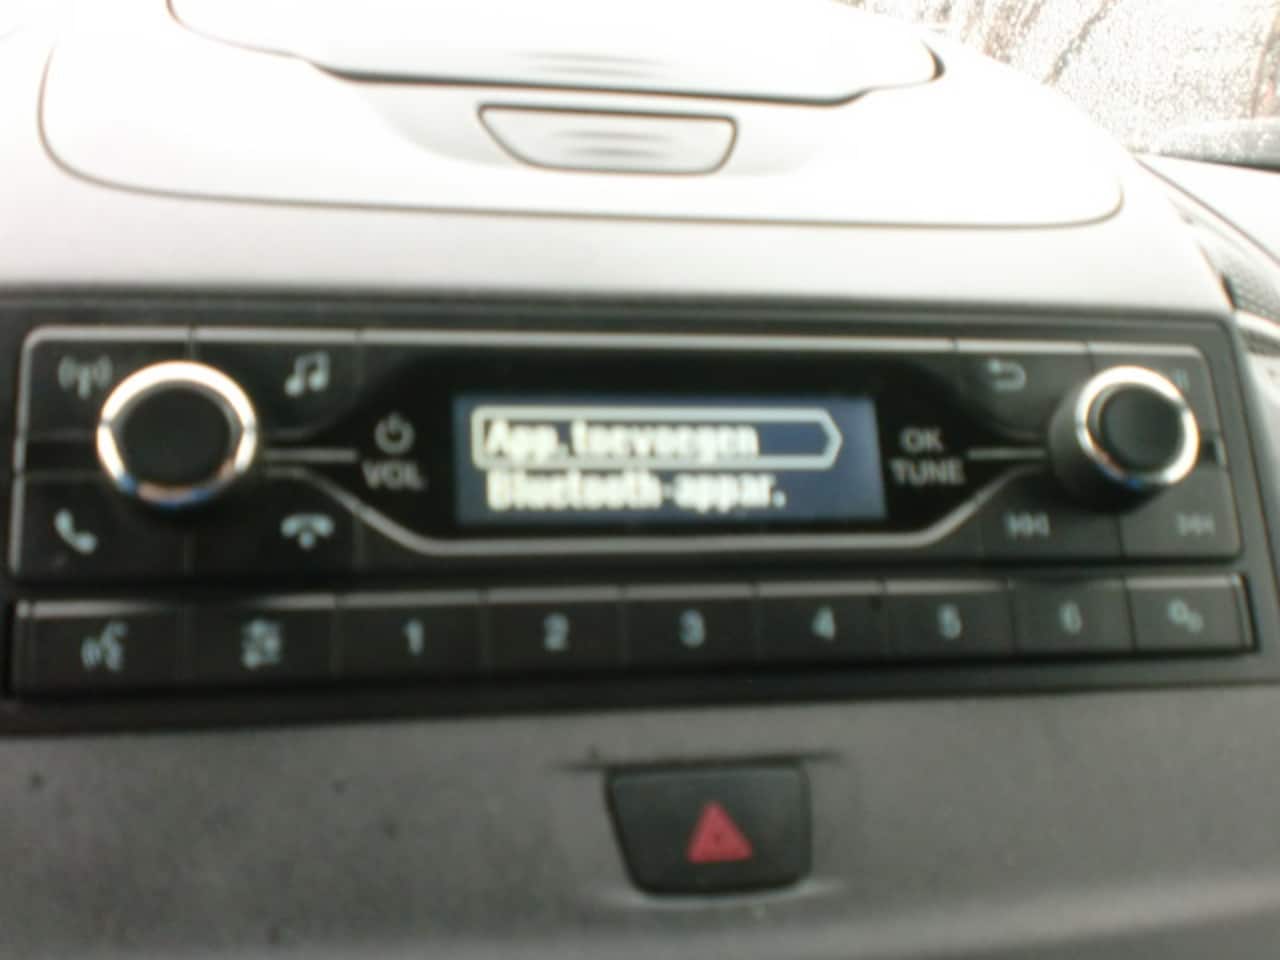 App. toevoegen
Bluetooth-appar.
VOL
OK
TUNE
1 2 3 4 5 6